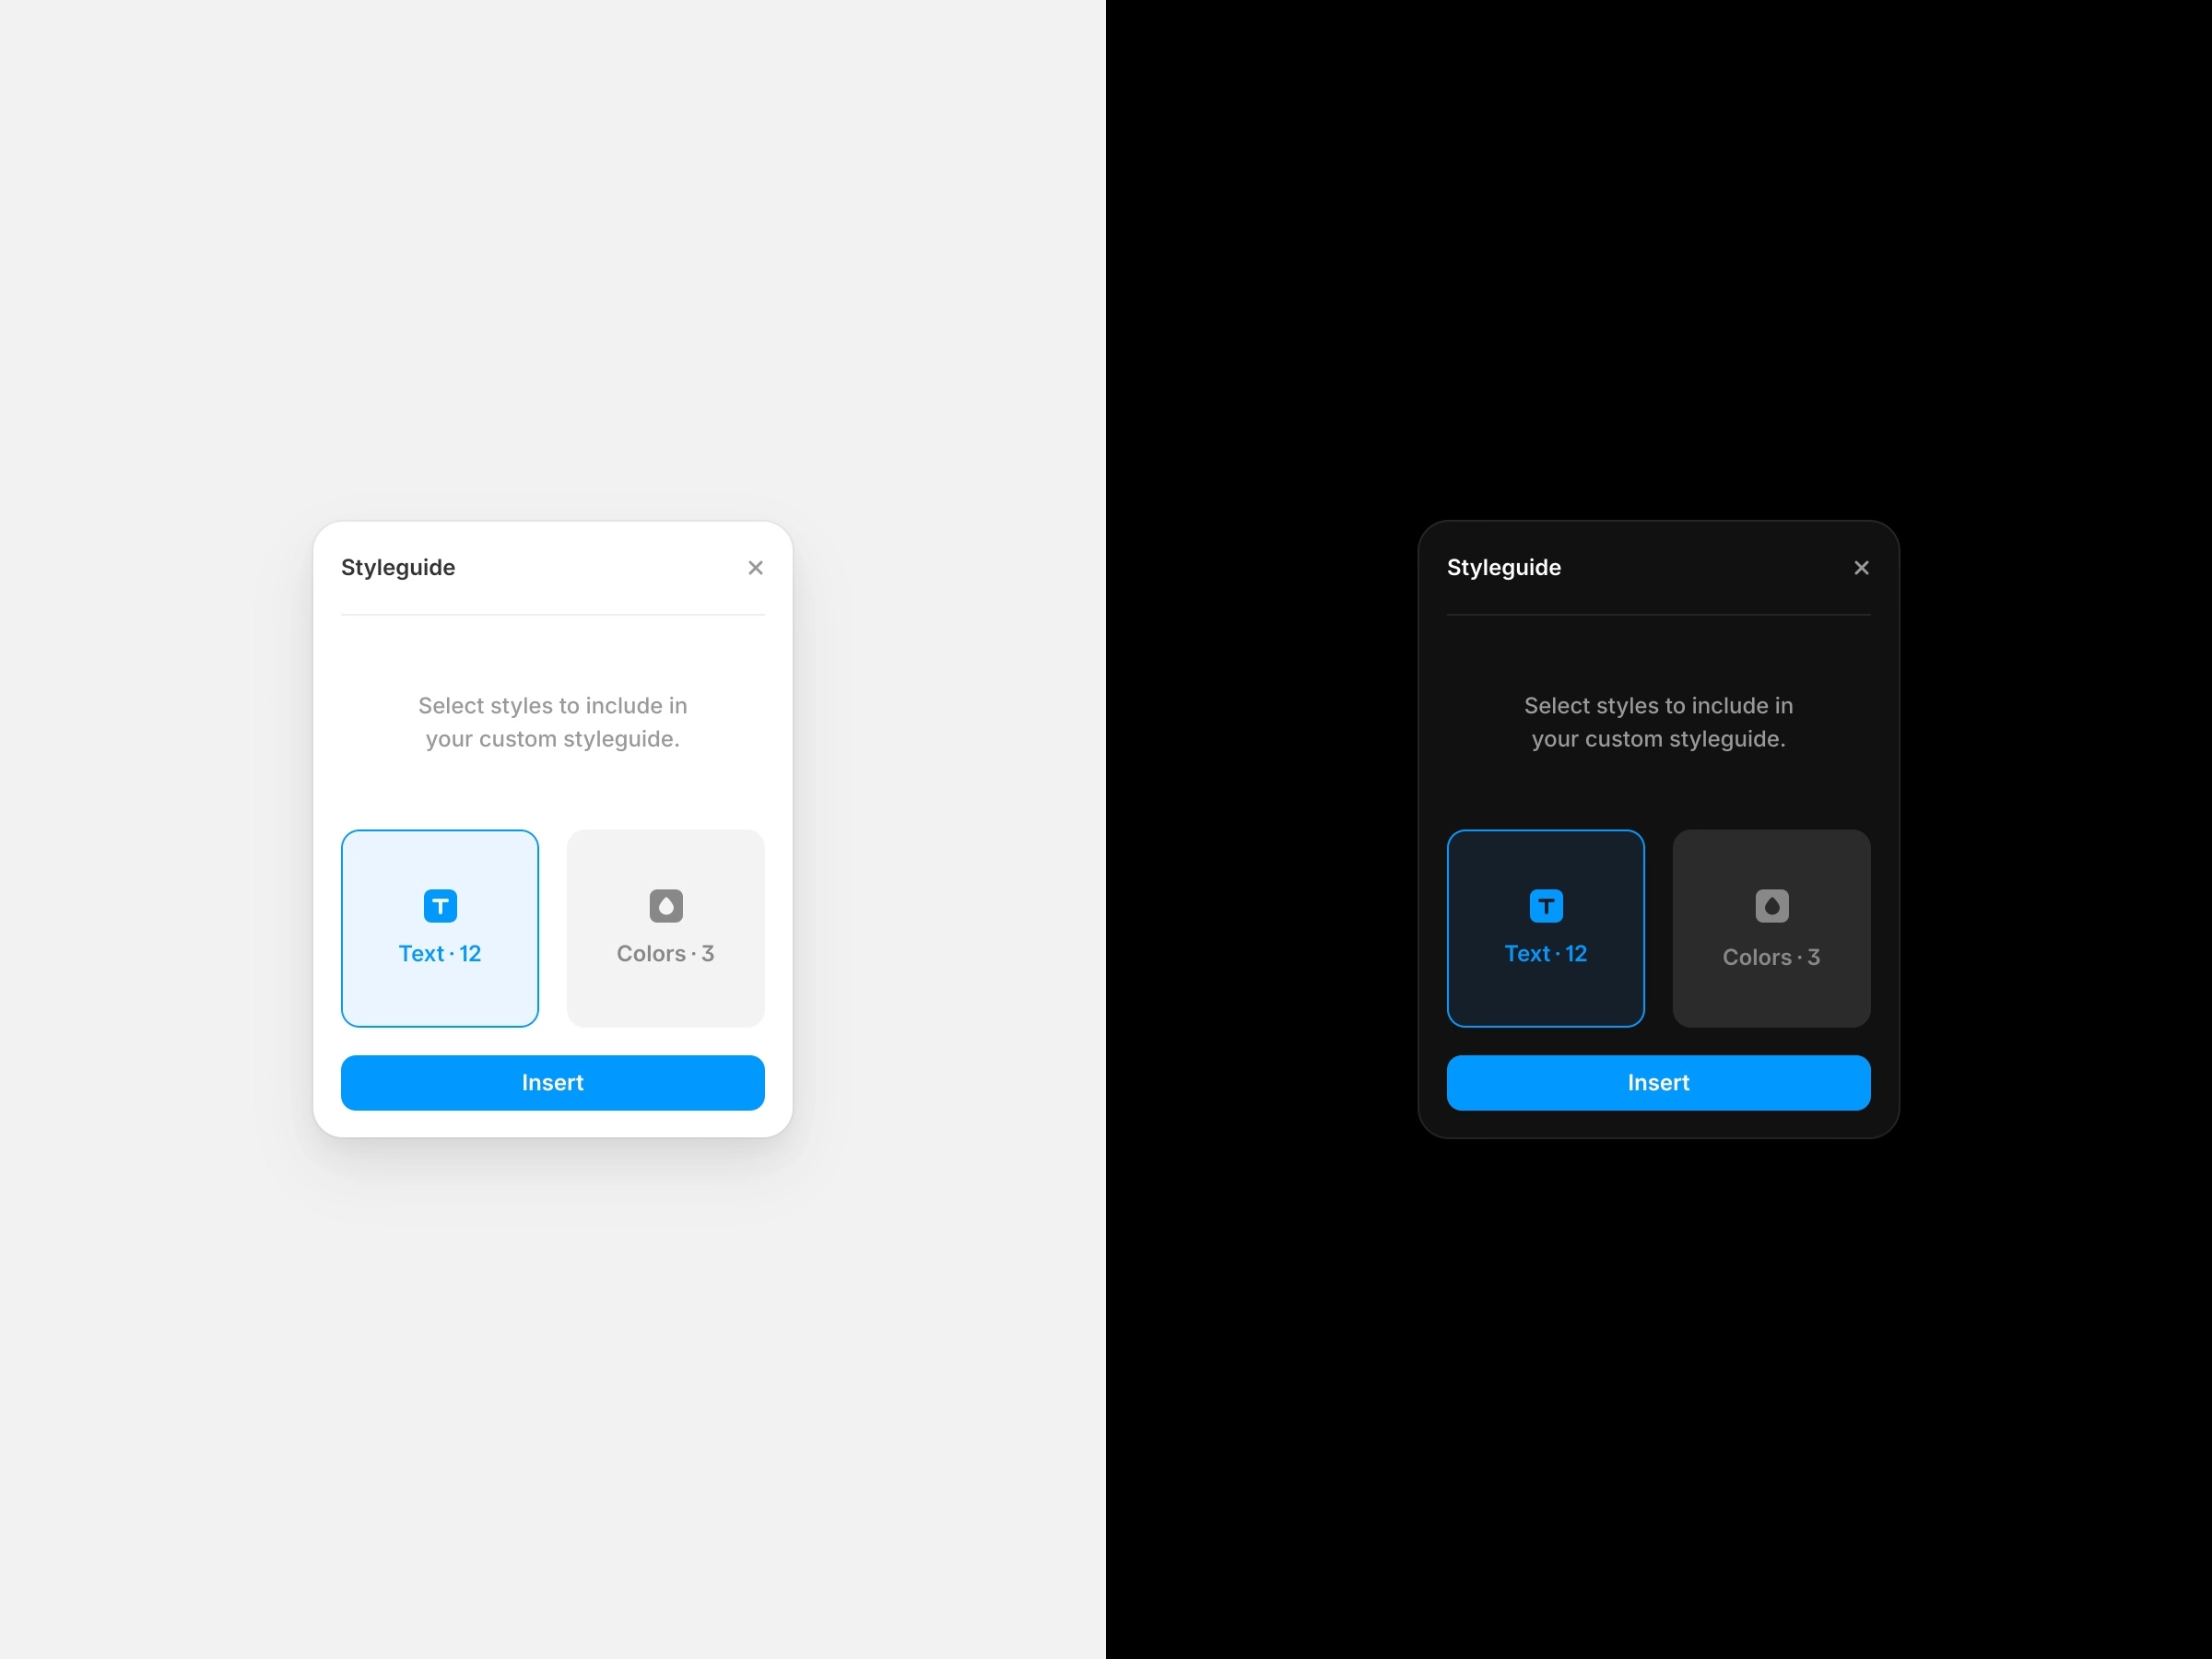 Styleguide
Select styles to include in
your custom styleguide.
T
Text · 12
Colors · 3
Insert
Styleguide
Select styles to include in
your custom styleguide.
T
Text · 12
Colors · 3
Insert